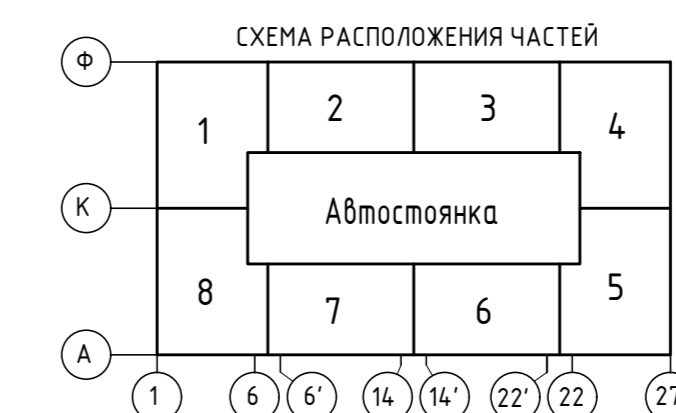 СХЕМА РАСПОЛОЖЕНИЯ ЧАСТЕЙ
Ф
1 2 3 4
К
Автостоянка
8 7 6 5
А
1 6 6' 14 14' 22' 22 27